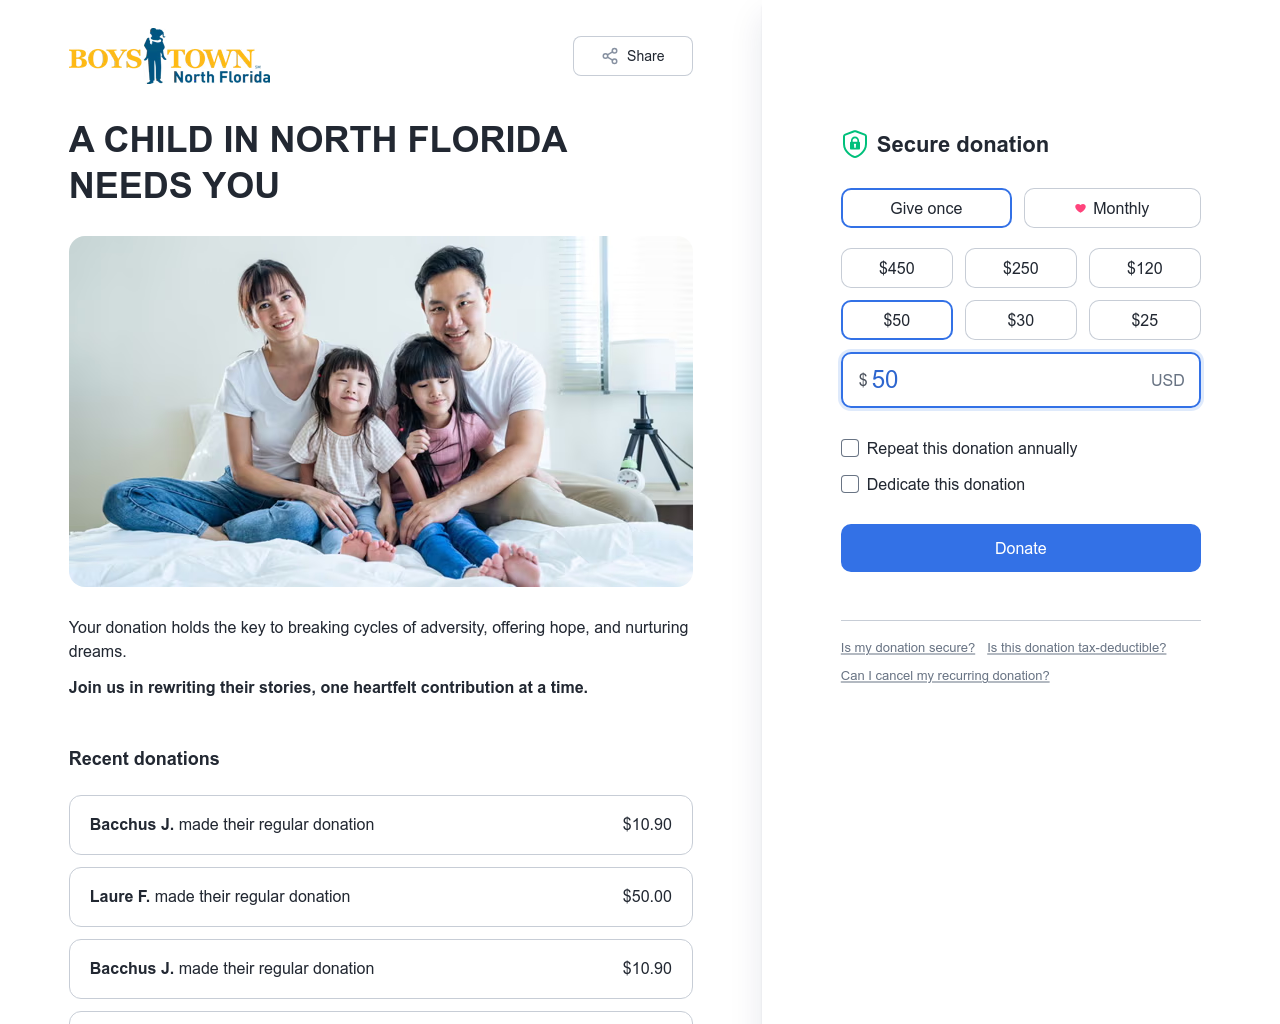 BOYS TOWN
North Florida
Share
A CHILD IN NORTH FLORIDA
NEEDS YOU
Your donation holds the key to breaking cycles of adversity, offering hope, and nurturing
dreams.
Join us in rewriting their stories, one heartfelt contribution at a time.
Recent donations
Bacchus J. made their regular donation $10.90
Laure F. made their regular donation $50.00
Bacchus J. made their regular donation $10.90
Secure donation
Give once Monthly
$450 $250 $120
$50 $30 $25
$ 50 USD
Repeat this donation annually
Dedicate this donation
Donate
Is my donation secure? Is this donation tax-deductible?
Can I cancel my recurring donation?